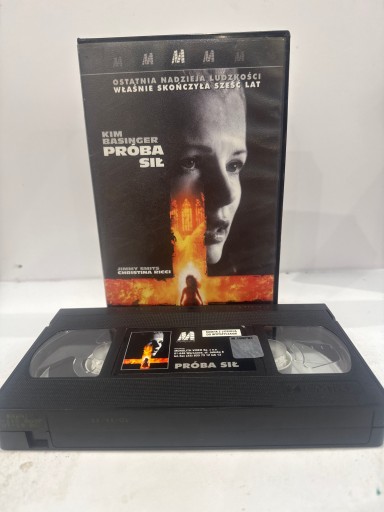 M M M M M
OSTATNIA NADZIEJA LUDZKOŚCI
WŁAŚNIE SKOŃCZYŁA SZEŚĆ LAT
KIM
BASINGER
PRÓBA
SIŁ
JIMMY SMITS
CHRISTINA RICCI
M
PRÓBA SIŁ